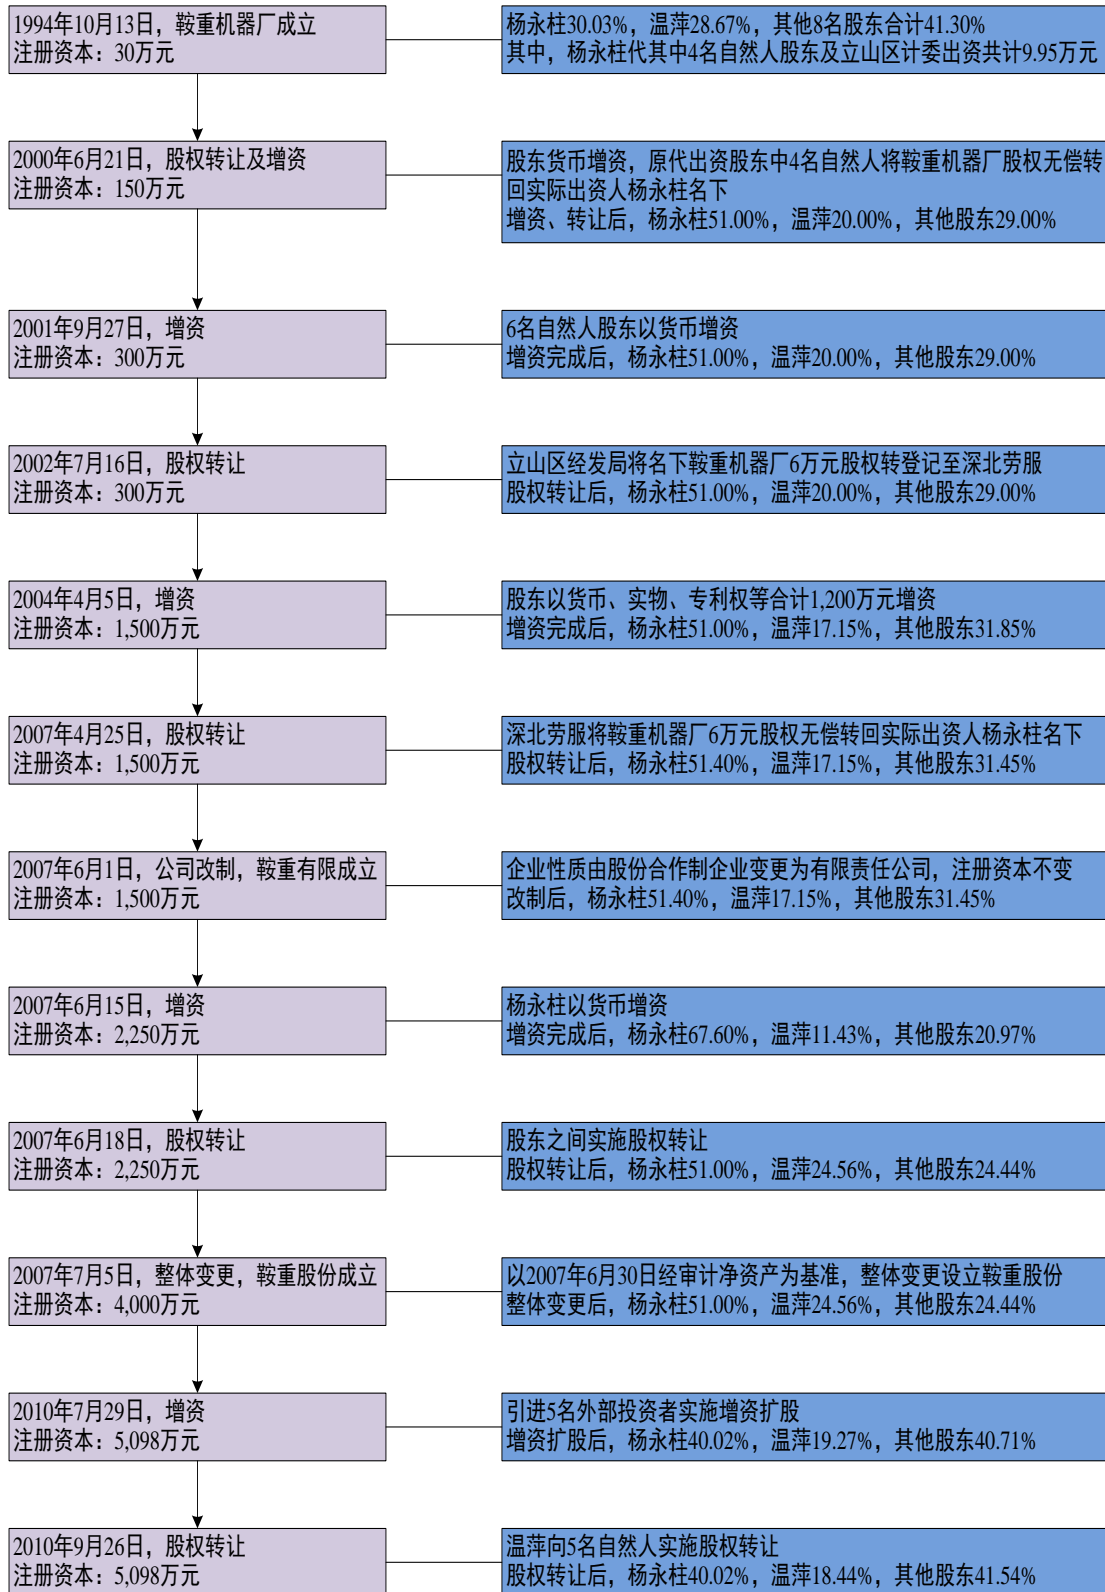 1994年10月13日，鞍重机器厂成立
注册资本：30万元
杨永柱30.03%，温萍28.67%，其他8名股东合计41.30%
其中，杨永柱代其中4名自然人股东及立山区计委出资共计9.95万元
2000年6月21日，股权转让及增资
注册资本：150万元
股东货币增资，原代出资股东中4名自然人将鞍重机器厂股权无偿转
回实际出资人杨永柱名下
增资、转让后，杨永柱51.00%，温萍20.00%，其他股东29.00%
2001年9月27日，增资
注册资本：300万元
6名自然人股东以货币增资
增资完成后，杨永柱51.00%，温萍20.00%，其他股东29.00%
2002年7月16日，股权转让
注册资本：300万元
立山区经发局将名下鞍重机器厂6万元股权转登记至深北劳服
股权转让后，杨永柱51.00%，温萍20.00%，其他股东29.00%
2004年4月5日，增资
注册资本：1,500万元
股东以货币、实物、专利权等合计1,200万元增资
增资完成后，杨永柱51.00%，温萍17.15%，其他股东31.85%
2007年4月25日，股权转让
注册资本：1,500万元
深北劳服将鞍重机器厂6万元股权无偿转回实际出资人杨永柱名下
股权转让后，杨永柱51.40%，温萍17.15%，其他股东31.45%
2007年6月1日，公司改制，鞍重有限成立
注册资本：1,500万元
企业性质由股份合作制企业变更为有限责任公司，注册资本不变
改制后，杨永柱51.40%，温萍17.15%，其他股东31.45%
2007年6月15日，增资
注册资本：2,250万元
杨永柱以货币增资
增资完成后，杨永柱67.60%，温萍11.43%，其他股东20.97%
2007年6月18日，股权转让
注册资本：2,250万元
股东之间实施股权转让
股权转让后，杨永柱51.00%，温萍24.56%，其他股东24.44%
2007年7月5日，整体变更，鞍重股份成立
注册资本：4,000万元
以2007年6月30日经审计净资产为基准，整体变更设立鞍重股份
整体变更后，杨永柱51.00%，温萍24.56%，其他股东24.44%
2010年7月29日，增资
注册资本：5,098万元
引进5名外部投资者实施增资扩股
增资扩股后，杨永柱40.02%，温萍19.27%，其他股东40.71%
2010年9月26日，股权转让
注册资本：5,098万元
温萍向5名自然人实施股权转让
股权转让后，杨永柱40.02%，温萍18.44%，其他股东41.54%